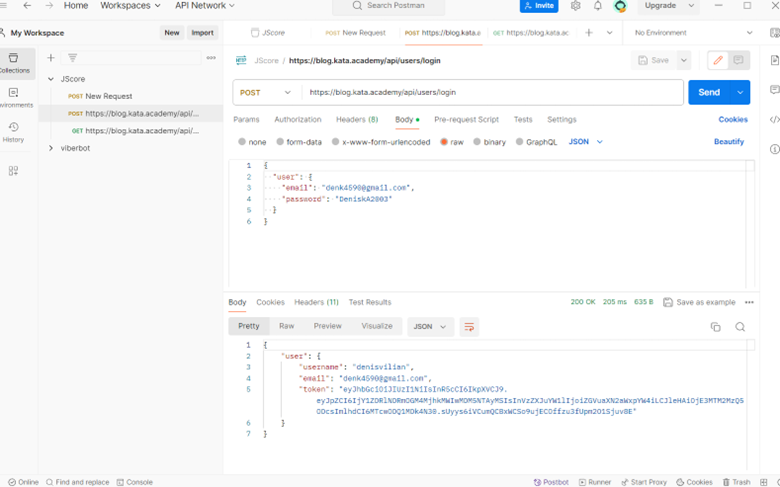 Home Workspaces API Network Search Postman Invite Upgrade
My Workspace New Import JScore POST New Request POST https://blog.kata.a GET https://blog.kata.ac No Environment
Collections
JScore
JScore / https://blog.kata.academy/api/users/login Save
POST New Request
POST https://blog.kata.academy/api/users/login Send
Environments
POST https://blog.kata.academy/api/...
Params Authorization Headers (8) Body Pre-request Script Tests Settings Cookies
GET https://blog.kata.academy/api/...
History
none form-data x-www-form-urlencoded raw binary GraphQL JSON Beautify
viberbot
1 {
2 "user": {
3 "email": "denk4590@gmail.com",
4 "password": "DeniskA2003"
5 }
6 }
Body Cookies Headers (11) Test Results 200 OK 205 ms 635 B Save as example
Pretty Raw Preview Visualize JSON
1 {
2 "user": {
3 "username": "denisvilian",
4 "email": "denk4590@gmail.com",
5 "token": "
6 }
7 }
Online Find and replace Console Postbot Runner Start Proxy Cookies Trash